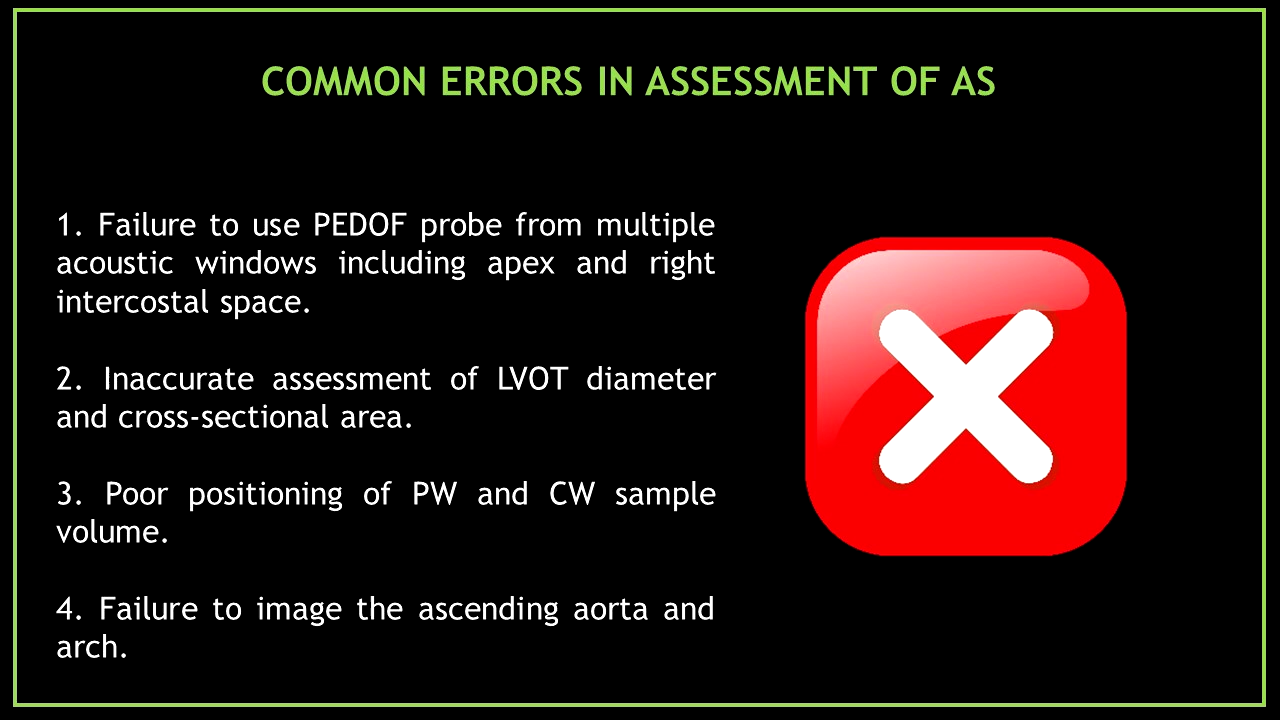 COMMON ERRORS IN ASSESSMENT OF AS
1. Failure to use PEDOF probe from multiple
acoustic windows including apex and right
intercostal space.
2. Inaccurate assessment of LVOT diameter
and cross-sectional area.
3. Poor positioning of PW and CW sample
volume.
4. Failure to image the ascending aorta and
arch.